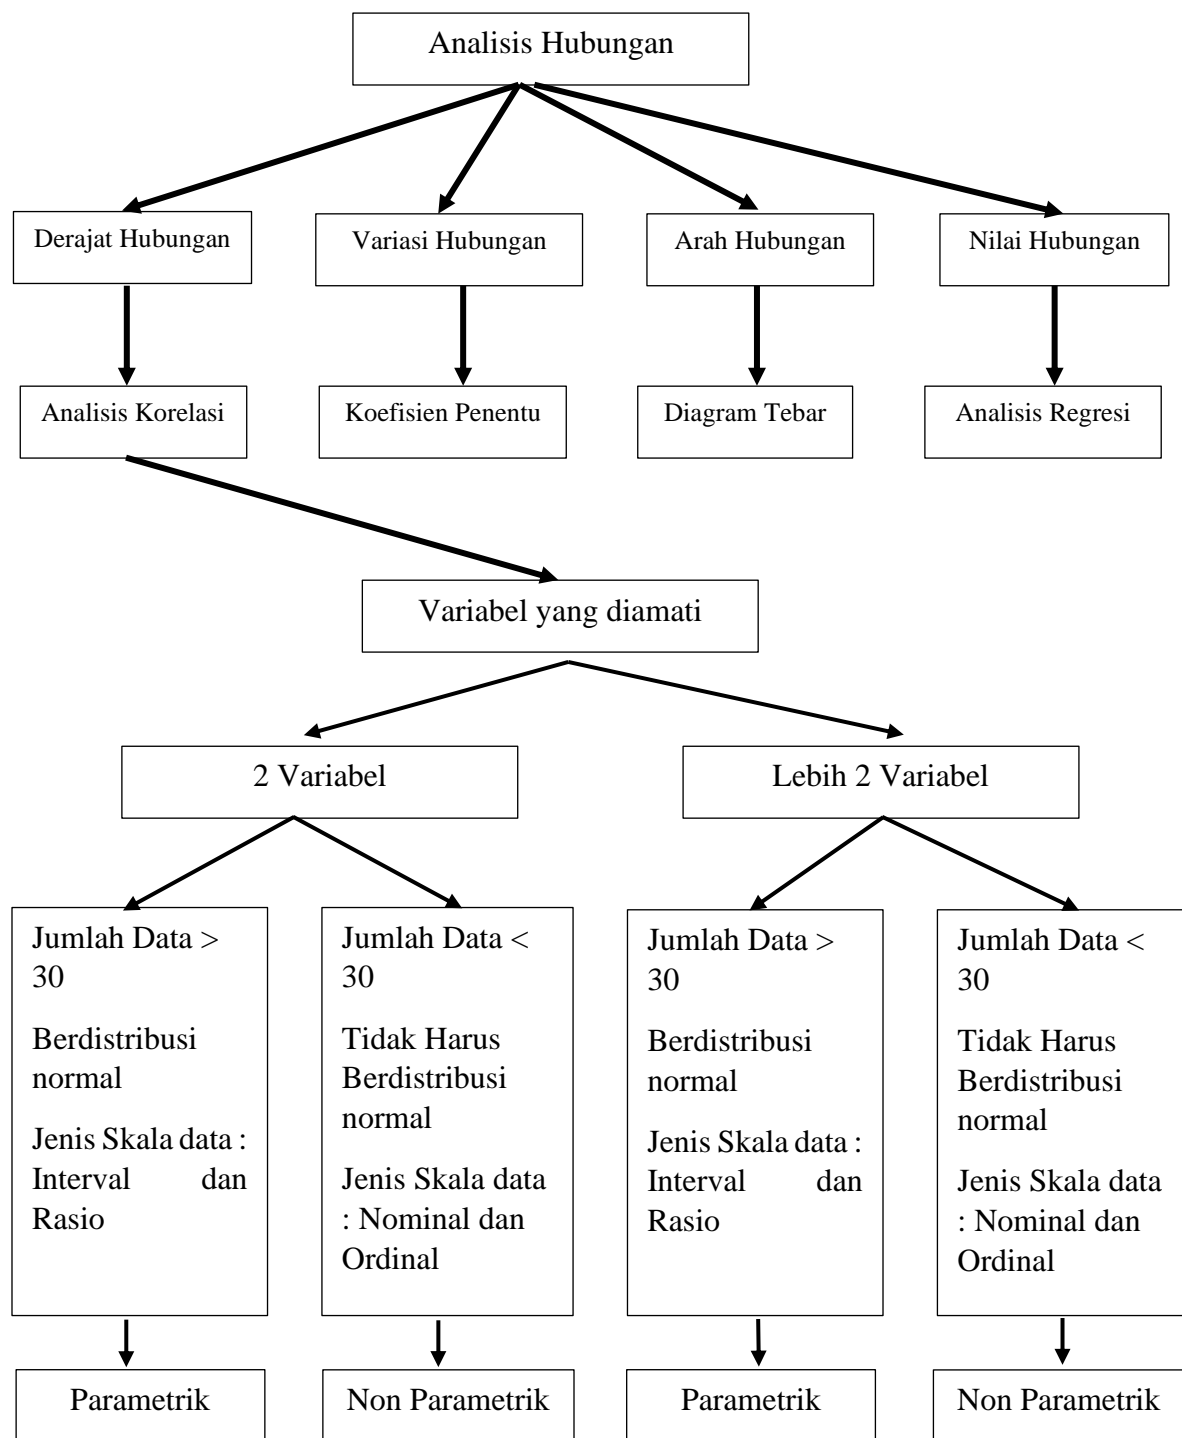 Analisis Hubungan
Derajat Hubungan
Variasi Hubungan
Arah Hubungan
Nilai Hubungan
Analisis Korelasi
Koefisien Penentu
Diagram Tebar
Analisis Regresi
Variabel yang diamati
2 Variabel
Lebih 2 Variabel
Jumlah Data >
30
Berdistribusi
normal
Jenis Skala data :
Interval dan
Rasio
Jumlah Data <
30
Tidak Harus
Berdistribusi
normal
Jenis Skala data
: Nominal dan
Ordinal
Jumlah Data >
30
Berdistribusi
normal
Jenis Skala data :
Interval dan
Rasio
Jumlah Data <
30
Tidak Harus
Berdistribusi
normal
Jenis Skala data
: Nominal dan
Ordinal
Parametrik
Non Parametrik
Parametrik
Non Parametrik